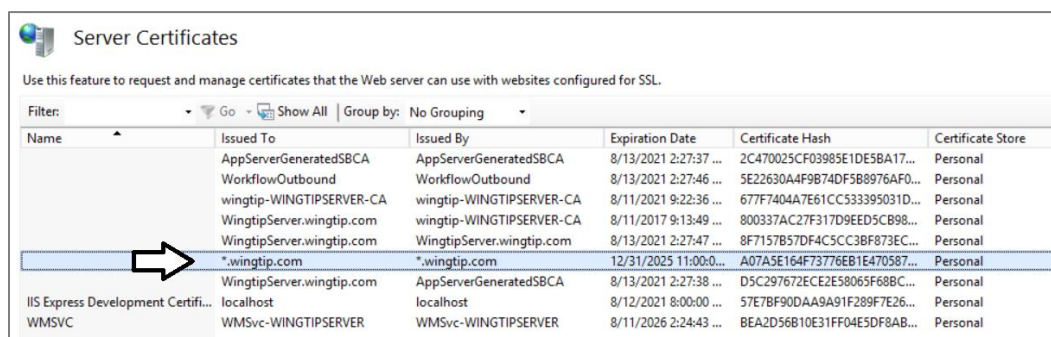 Server Certificates
Use this feature to request and manage certificates that the Web server can use with websites configured for SSL.
Filter: Go Show All Group by: No Grouping
Name Issued To Issued By Expiration Date Certificate Hash Certificate Store
AppServerGeneratedSBCA AppServerGeneratedSBCA 8/13/2021 2:27:37 ... 2C470025CF03985E1DE5BA17... Personal
WorkflowOutbound WorkflowOutbound 8/13/2021 2:27:46 ... 5E22630A4F9B74DF5B8976AF0... Personal
wingtip-WINGTIPSERVER-CA wingtip-WINGTIPSERVER-CA 8/11/2021 9:22:36 ... 677F7404A7E61CC533395031D... Personal
WingtipServer.wingtip.com wingtip-WINGTIPSERVER-CA 8/11/2017 9:13:49 ... 800337AC27F317D9EED5CB98... Personal
WingtipServer.wingtip.com WingtipServer.wingtip.com 8/13/2021 2:27:47 ... 8F7157B57DF4C5CC3BF873EC... Personal
*.wingtip.com *.wingtip.com 12/31/2025 11:00:0... A07A5E164F73776EB1E470587... Personal
WingtipServer.wingtip.com AppServerGeneratedSBCA 8/13/2021 2:27:38 ... D5C297672ECE2E58065F68BC... Personal
IIS Express Development Certifi... localhost localhost 8/12/2021 8:00:00 ... 57E7BF90DAA9A91F289F7E26... Personal
WMSVC WMSvc-WINGTIPSERVER WMSvc-WINGTIPSERVER 8/11/2026 2:24:43 ... BEA2D56B10E31FF04E5DF8AB... Personal